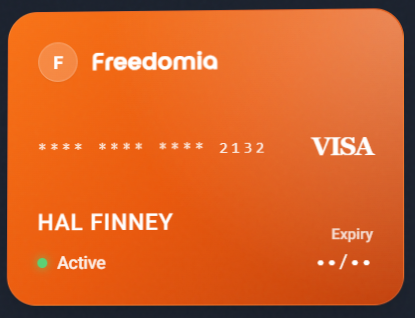 F Freedomia
**** **** **** 2132 VISA
HAL FINNEY
Expiry
Active ••/••